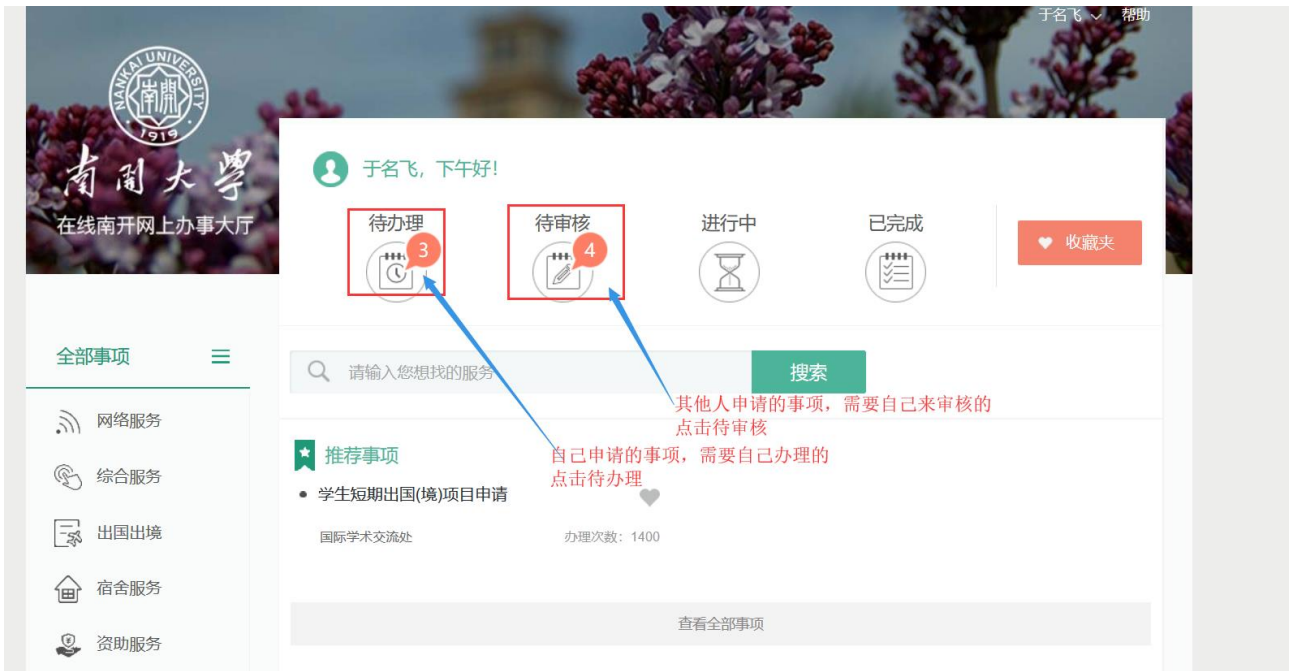 于名飞 帮助
NANKAI UNIVERSITY
南開
1919
南開大學
在线南开网上办事大厅
于名飞，下午好！
待办理
3
待审核
4
进行中
已完成
收藏夹
全部事项
请输入您想找的服务
搜索
其他人申请的事项，需要自己来审核的
点击待审核
网络服务
推荐事项
自己申请的事项，需要自己办理的
点击待办理
综合服务
学生短期出国(境)项目申请
国际学术交流处
办理次数：1400
出国出境
宿舍服务
查看全部事项
资助服务